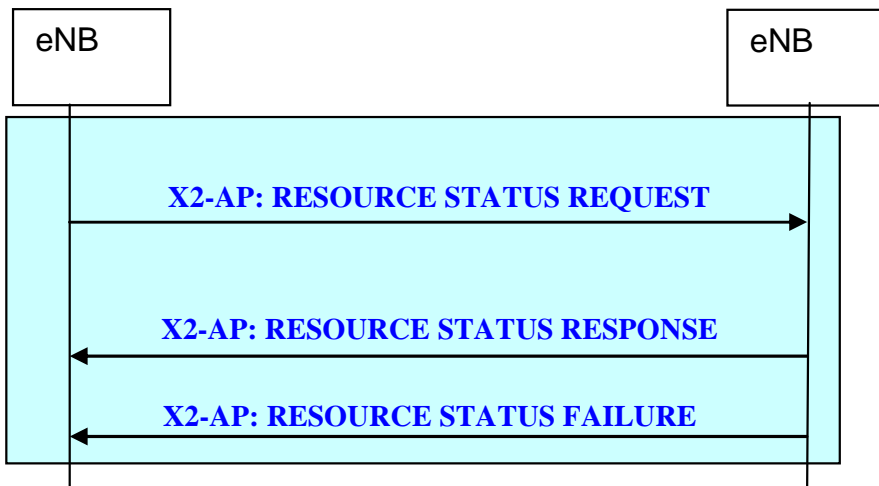 eNB
eNB
X2-AP: RESOURCE STATUS REQUEST
X2-AP: RESOURCE STATUS RESPONSE
X2-AP: RESOURCE STATUS FAILURE